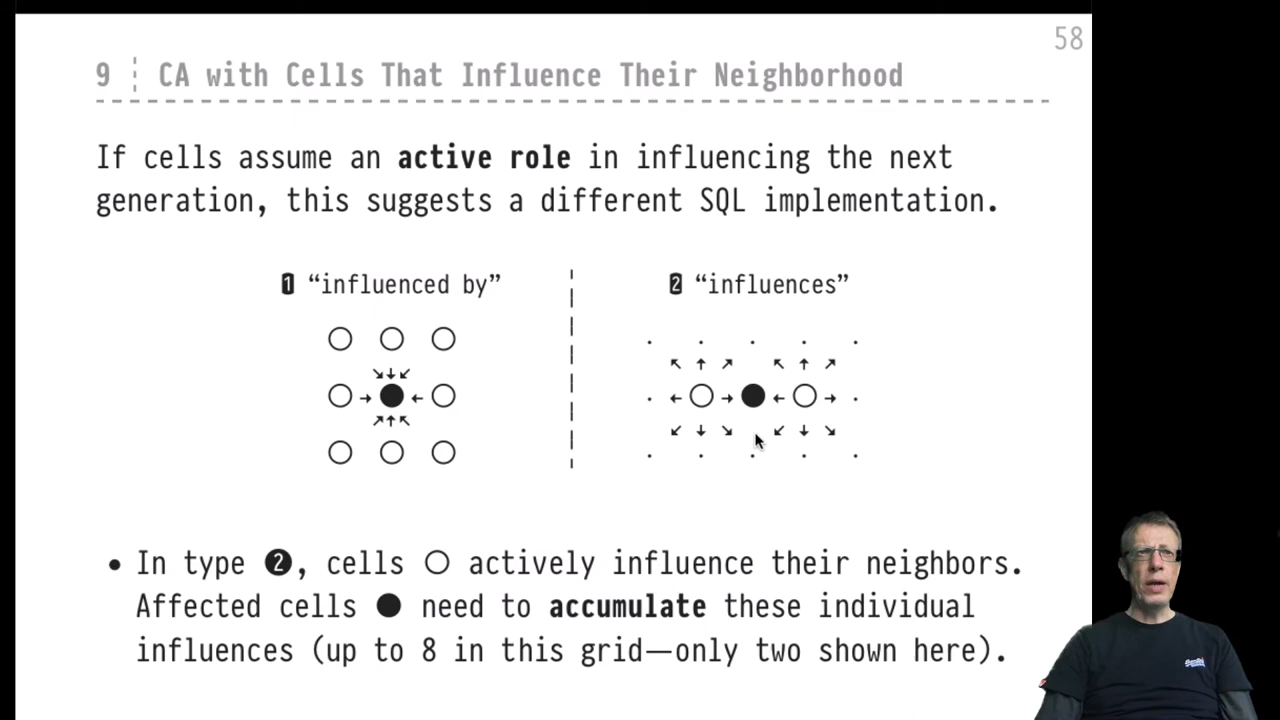 58
9 ┆ CA with Cells That Influence Their Neighborhood
If cells assume an active role in influencing the next
generation, this suggests a different SQL implementation.
1 “influenced by”
2 “influences”
• In type ❷, cells ○ actively influence their neighbors.
Affected cells ● need to accumulate these individual
influences (up to 8 in this grid—only two shown here).